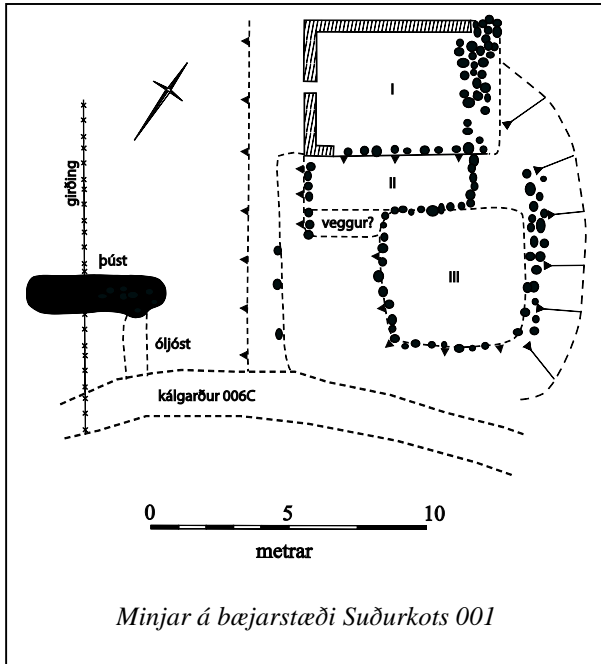 I
II
girðing
veggur?
þúst
III
óljóst
kálgarður 006C
0 5 10
metrar
Minjar á bæjarstæði Suðurkots 001